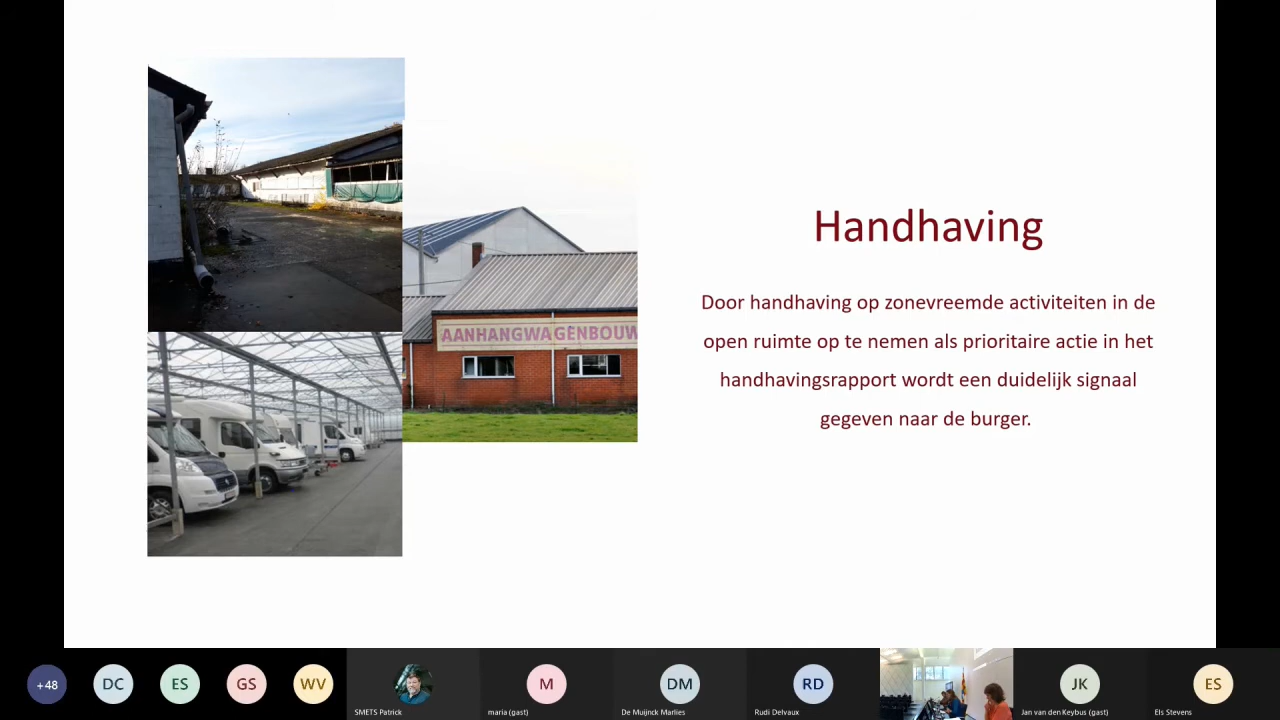 AANHANGWAGENBOUW
Handhaving
Door handhaving op zonevreemde activiteiten in de
open ruimte op te nemen als prioritaire actie in het
handhavingsrapport wordt een duidelijk signaal
gegeven naar de burger.
+48
DC
ES
GS
WV
M
DM
RD
JK
ES
SMETS Patrick
maria (gast)
De Muijnck Marlies
Rudi Delvaux
Jan van den Keybus (gast)
Els Stevens